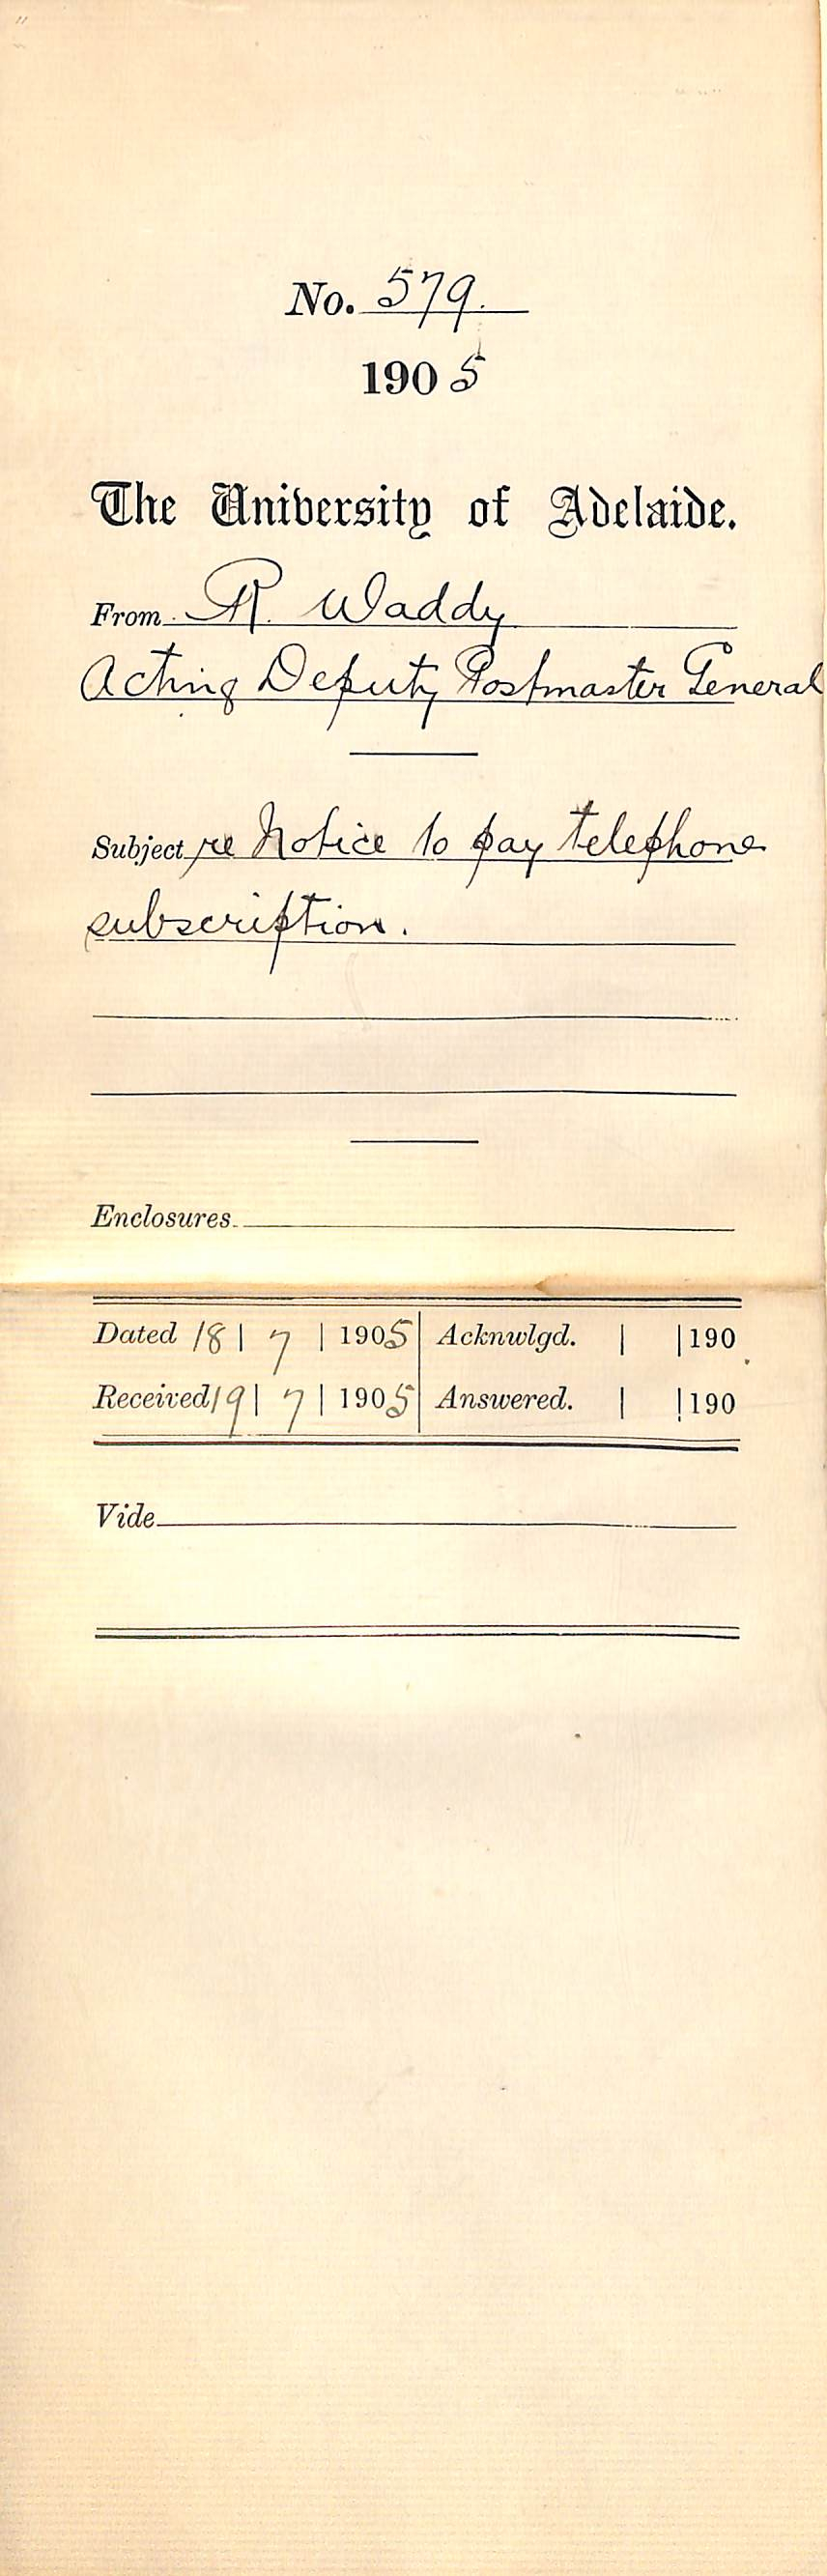 No. 579.
1905
The University of Adelaide.
From R. Waddy
Acting Deputy Postmaster General
Subject re Notice to pay telephone
subscription.
Enclosures
Dated 18 | 7 | 1905 | Acknwlgd. | | 190
Received 19 | 7 | 1905 | Answered. | | 190
Vide